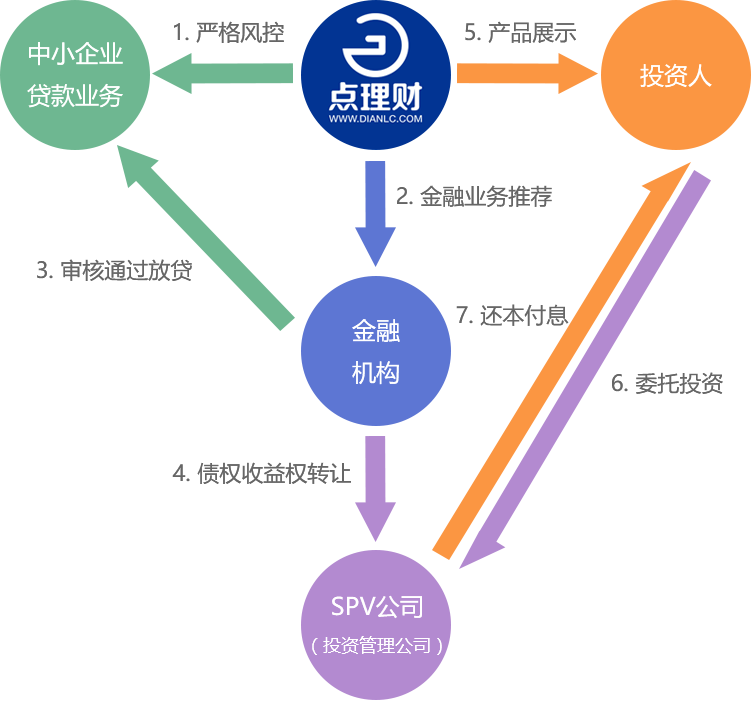 1. 严格风控
5. 产品展示
中小企业
贷款业务
点理财
WWW.DIANLC.COM
投资人
2. 金融业务推荐
3. 审核通过放贷
金融
机构
7. 还本付息
6. 委托投资
4. 债权收益权转让
SPV公司
（投资管理公司）